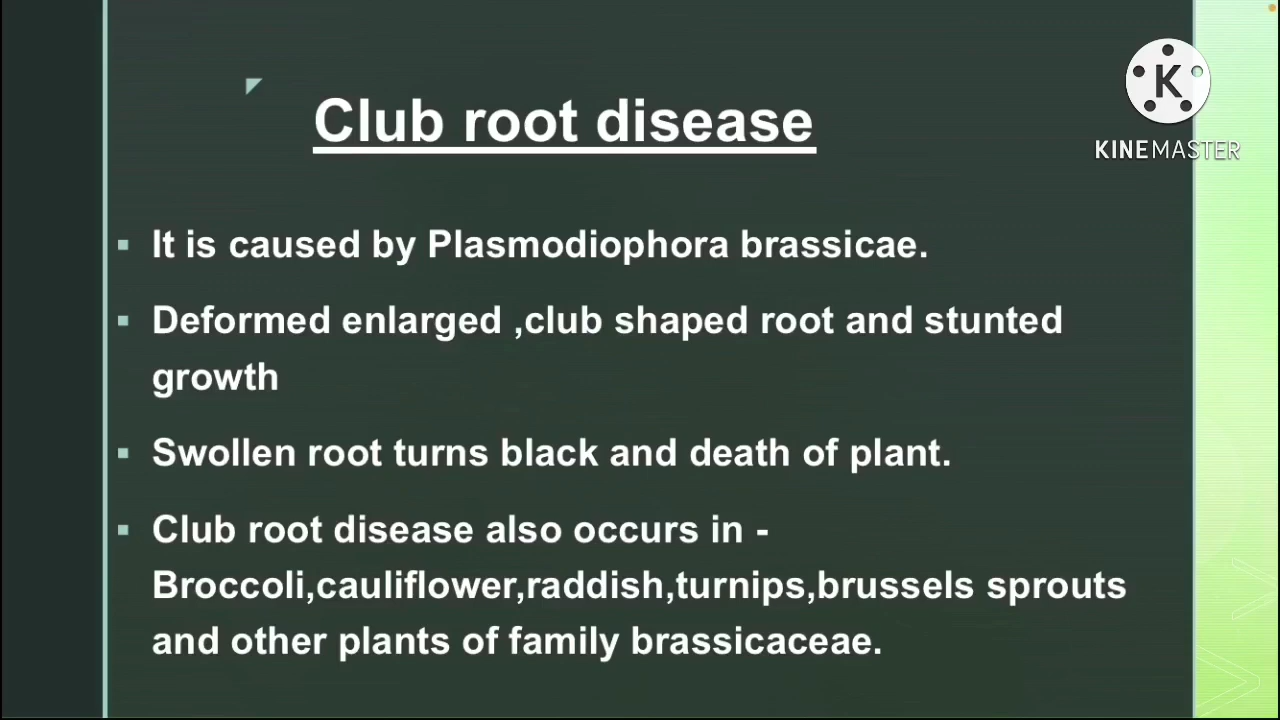 Club root disease
K
KINEMASTER
It is caused by Plasmodiophora brassicae.
Deformed enlarged ,club shaped root and stunted
growth
Swollen root turns black and death of plant.
Club root disease also occurs in -
Broccoli,cauliflower,raddish,turnips,brussels sprouts
and other plants of family brassicaceae.